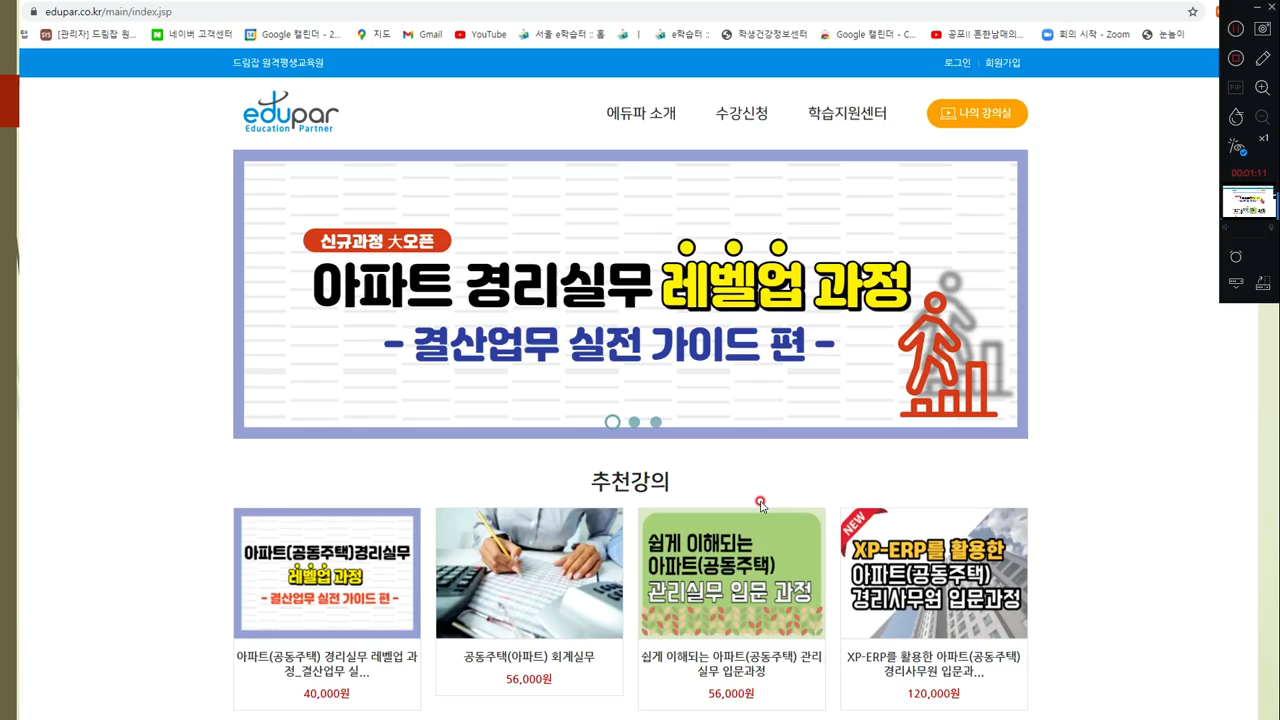 edupar.co.kr/main/index.jsp
탭
[관리자] 드림잡 원...
네이버 고객센터
Google 캘린더 - 2...
지도
Gmail
YouTube
서울 e학습터 :: 홈
e학습터 ::
학생건강정보센터
Google 캘린더 - C...
공포!! 흔한남매의...
회의 시작 - Zoom
눈높이
드림잡 원격평생교육원
로그인
회원가입
edupar
Education Partner
에듀파 소개
수강신청
학습지원센터
나의 강의실
PIP
x1
00:01:11
신규과정 大오픈
아파트 경리실무 레벨업 과정
- 결산업무 실전 가이드 편 -
추천강의
아파트(공동주택)경리실무
레벨업 과정
- 결산업무 실전 가이드 편 -
쉽게 이해되는
아파트(공동주택)
관리실무 입문 과정
NEW
XP-ERP를 활용한
아파트(공동주택)
경리사무원 입문과정
아파트(공동주택) 경리실무 레벨업 과
정_결산업무 실...
40,000원
공동주택(아파트) 회계실무
56,000원
쉽게 이해되는 아파트(공동주택) 관리
실무 입문과정
56,000원
XP-ERP를 활용한 아파트(공동주택)
경리사무원 입문과...
120,000원